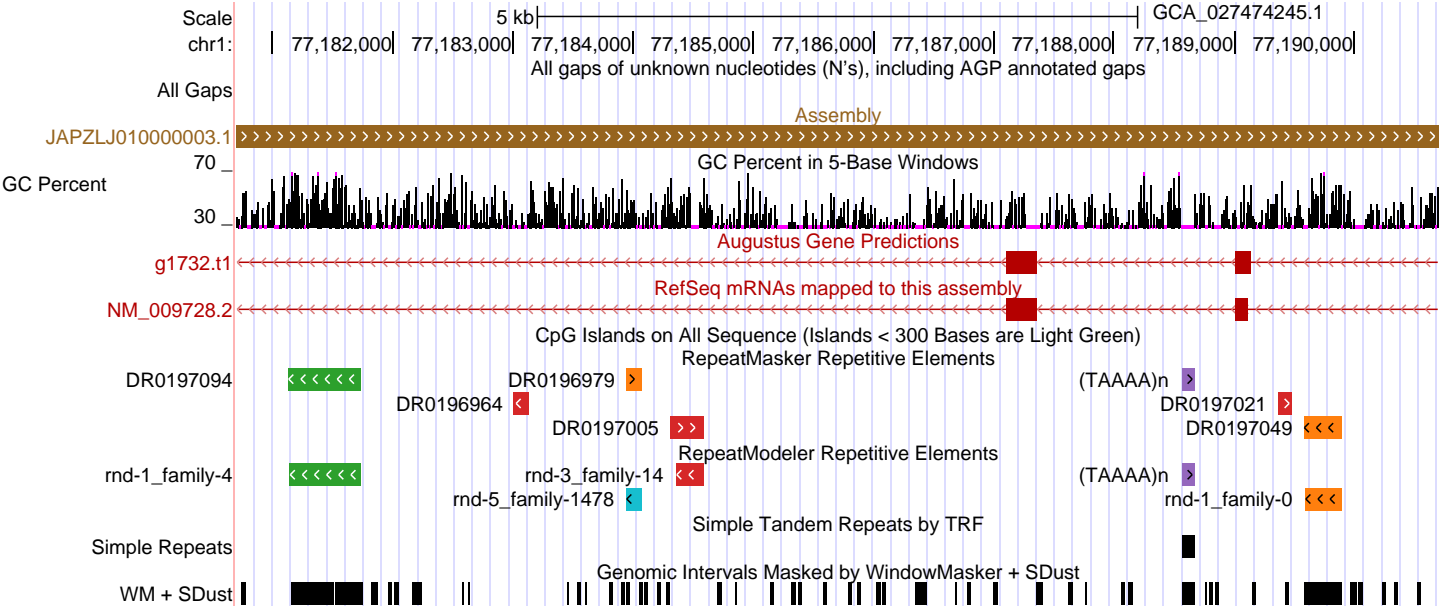 Scale 5 kb GCA_027474245.1
chr1: 77,182,000 77,183,000 77,184,000 77,185,000 77,186,000 77,187,000 77,188,000 77,189,000 77,190,000
All gaps of unknown nucleotides (N's), including AGP annotated gaps
All Gaps
Assembly
JAPZLJ010000003.1
70
GC Percent in 5-Base Windows
GC Percent
30
Augustus Gene Predictions
g1732.t1
RefSeq mRNAs mapped to this assembly
NM_009728.2
CpG Islands on All Sequence (Islands < 300 Bases are Light Green)
RepeatMasker Repetitive Elements
DR0197094 DR0196979 (TAAAA)n
DR0196964 DR0197021
DR0197005 DR0197049
RepeatModeler Repetitive Elements
rnd-1_family-4 rnd-3_family-14 (TAAAA)n
rnd-5_family-1478 rnd-1_family-0
Simple Tandem Repeats by TRF
Simple Repeats
Genomic Intervals Masked by WindowMasker + SDust
WM + SDust